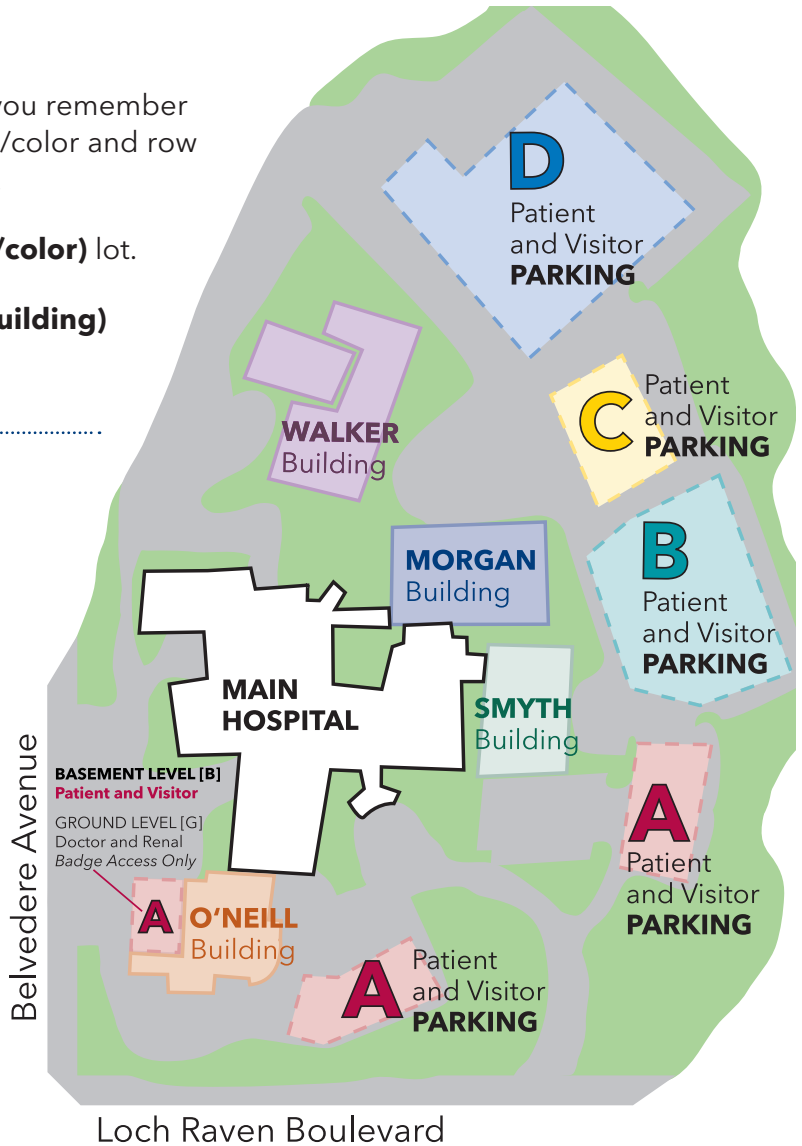 you remember
/color and row
/color) lot.
uilding)
D
Patient
and Visitor
PARKING
C
Patient
and Visitor
PARKING
WALKER
Building
B
Patient
and Visitor
PARKING
MORGAN
Building
MAIN
HOSPITAL
SMYTH
Building
Belvedere Avenue
BASEMENT LEVEL [B]
Patient and Visitor
GROUND LEVEL [G]
Doctor and Renal
Badge Access Only
A
O'NEILL
Building
A
Patient
and Visitor
PARKING
A
Patient
and Visitor
PARKING
Loch Raven Boulevard